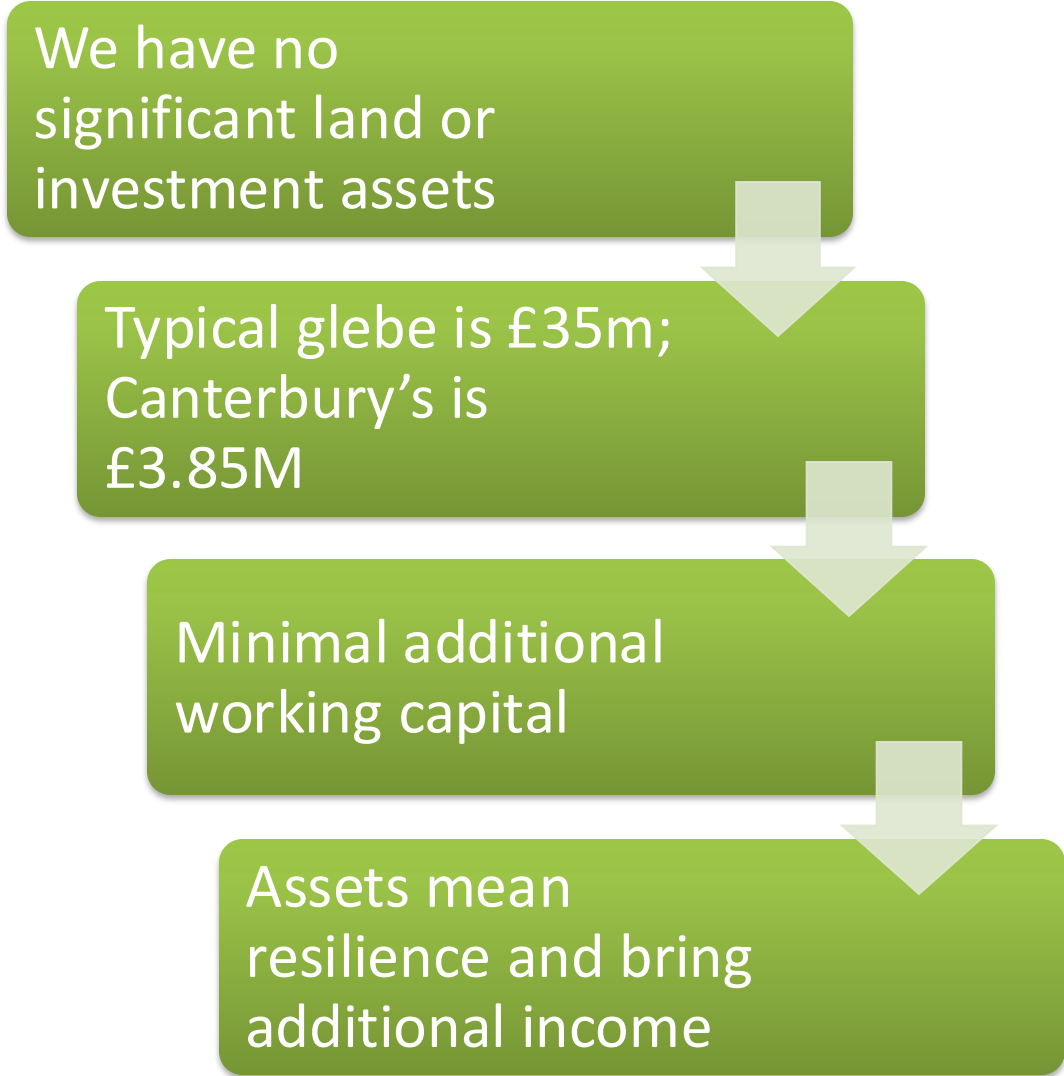 We have no
significant land or
investment assets
Typical glebe is £35m;
Canterbury’s is
£3.85M
Minimal additional
working capital
Assets mean
resilience and bring
additional income